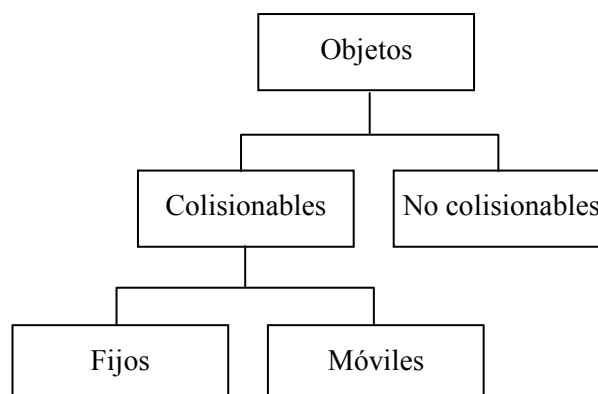 Objetos
Colisionables
No colisionables
Fijos
Móviles